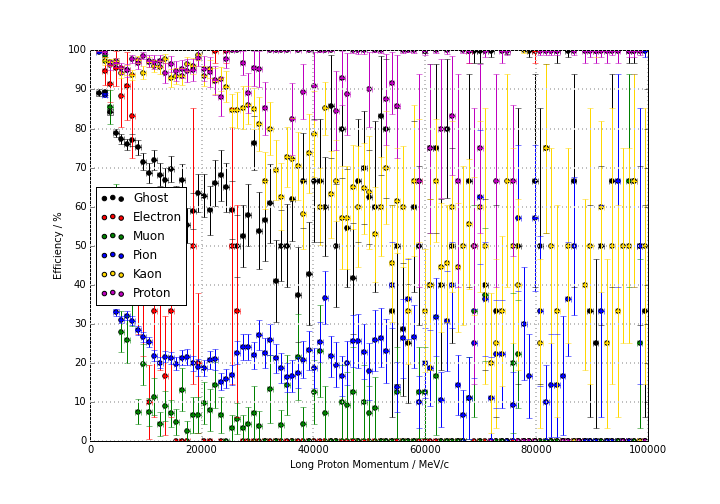 100
90
80
70
60
50
40
30
20
10
0
Efficiency / %
Ghost
Electron
Muon
Pion
Kaon
Proton
0
20000
40000
60000
80000
100000
Long Proton Momentum / MeV/c